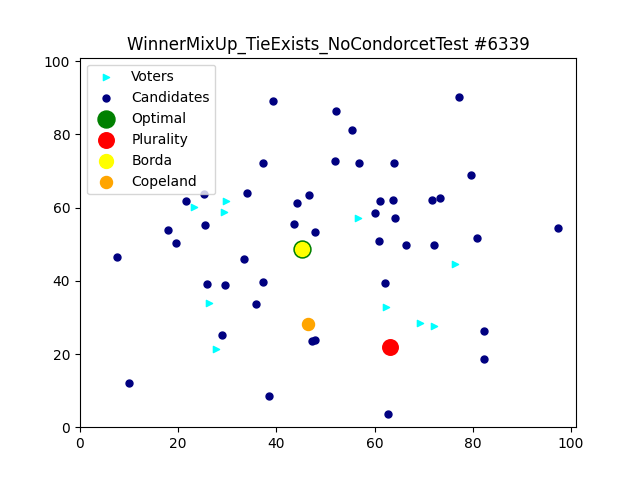 WinnerMixUp_TieExists_NoCondorcetTest #6339
Voters
Candidates
Optimal
Plurality
Borda
Copeland
100
80
60
40
20
0
0 20 40 60 80 100